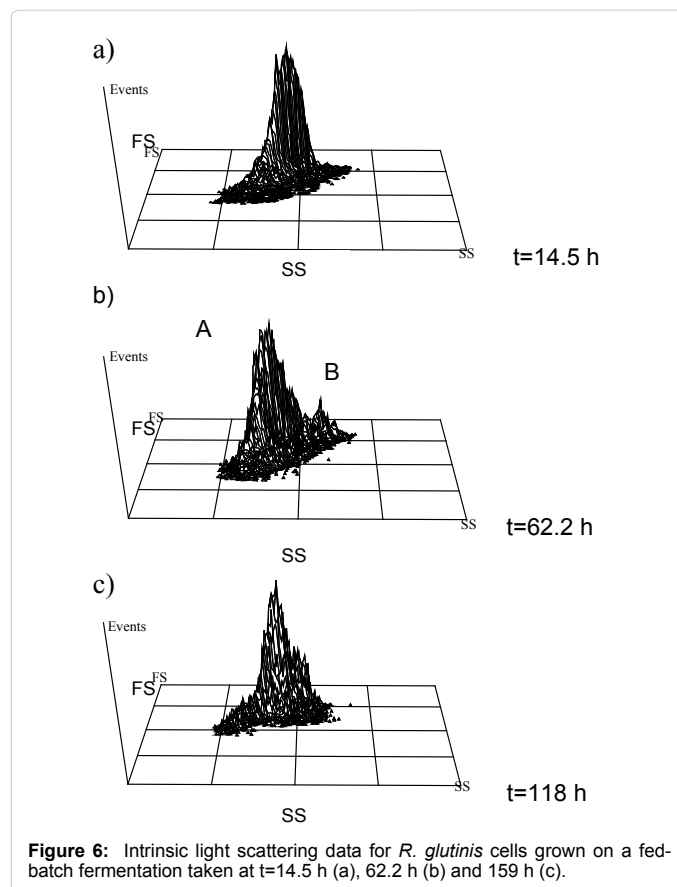 a)
Events
FS
FS
SS
SS
t=14.5 h
b)
A
B
Events
FS
FS
SS
SS
t=62.2 h
c)
Events
FS
FS
SS
SS
t=118 h
Figure 6: Intrinsic light scattering data for R. glutinis cells grown on a fed-
batch fermentation taken at t=14.5 h (a), 62.2 h (b) and 159 h (c).